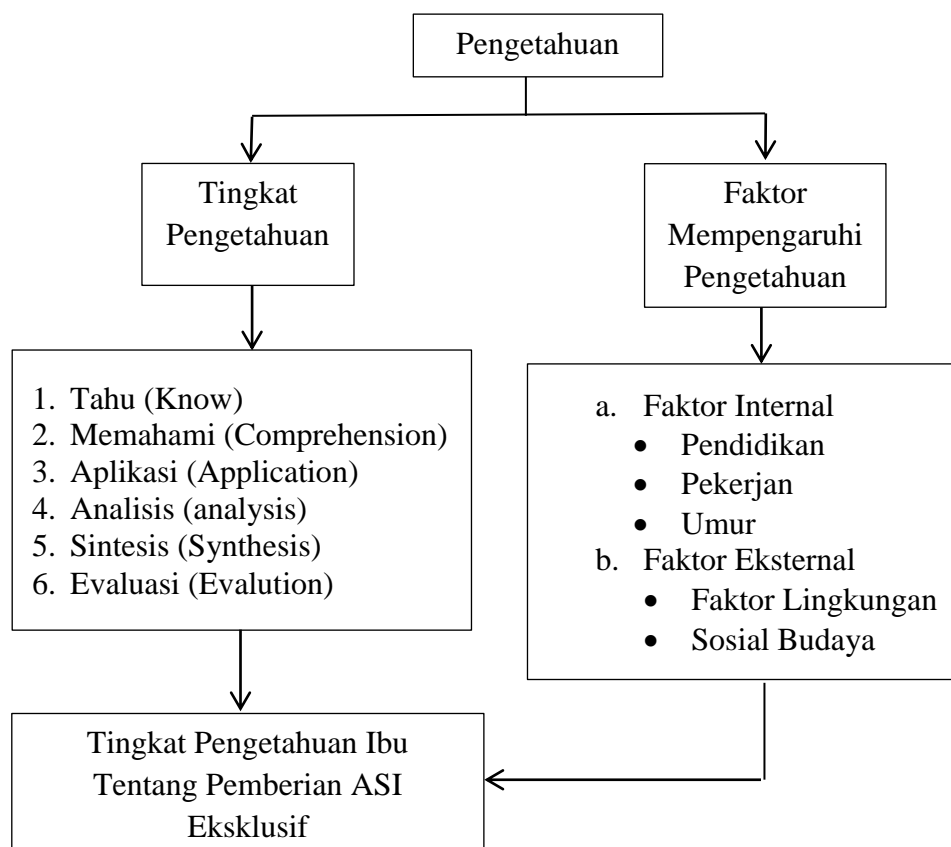 Pengetahuan
Tingkat
Pengetahuan
Faktor
Mempengaruhi
Pengetahuan
1. Tahu (Know)
2. Memahami (Comprehension)
3. Aplikasi (Application)
4. Analisis (analysis)
5. Sintesis (Synthesis)
6. Evaluasi (Evalution)
a. Faktor Internal
• Pendidikan
• Pekerjan
• Umur
b. Faktor Eksternal
• Faktor Lingkungan
• Sosial Budaya
Tingkat Pengetahuan Ibu
Tentang Pemberian ASI
Eksklusif